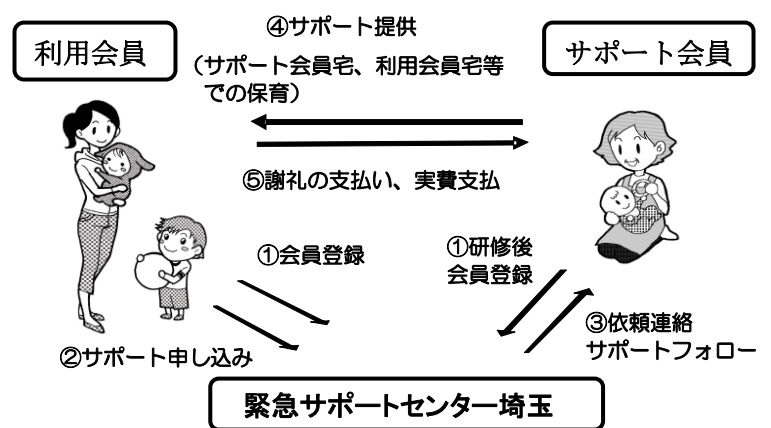 ④サポート提供
利用会員
サポート会員
（サポート会員宅、利用会員宅等
での保育）
⑤謝礼の支払い、実費支払
①会員登録
①研修後
会員登録
③依頼連絡
サポートフォロー
②サポート申し込み
緊急サポートセンター埼玉